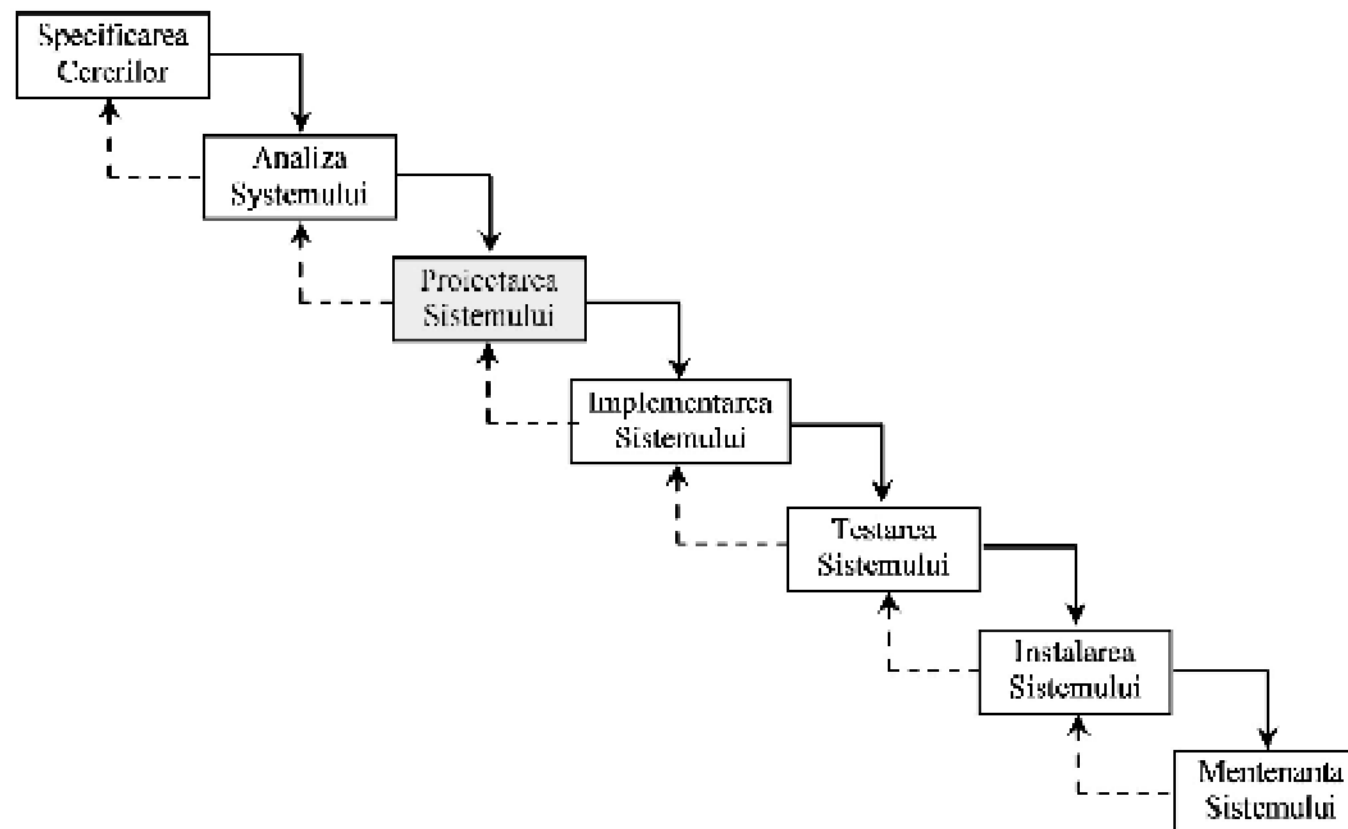 Specificarea
Cererilor
Analiza
Systemului
Proiectarea
Sistemului
Implementarea
Sistemului
Testarea
Sistemului
Instalarea
Sistemului
Mentenanta
Sistemului